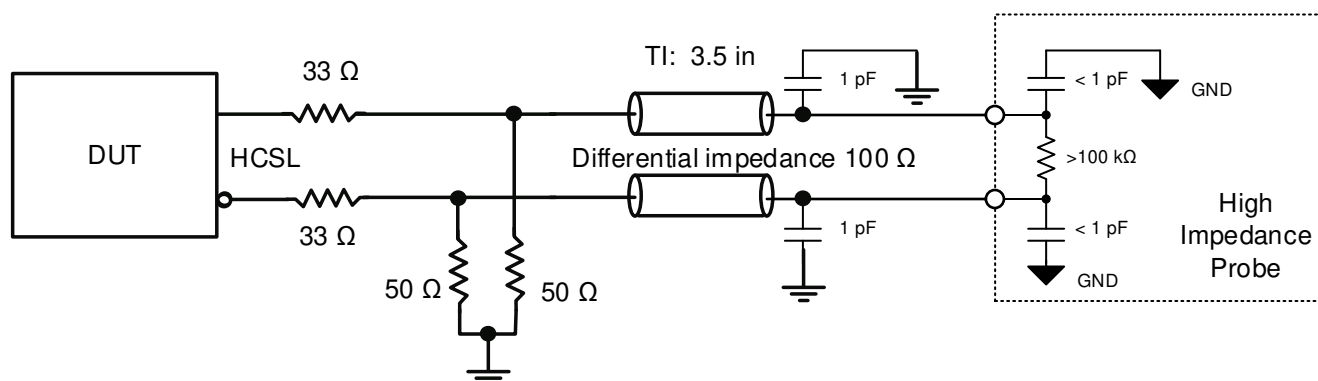 33 Ω
TI: 3.5 in
1 pF
< 1 pF
GND
DUT
HCSL
Differential impedance 100 Ω
>100 kΩ
33 Ω
1 pF
< 1 pF
High
Impedance
Probe
50 Ω
50 Ω
GND